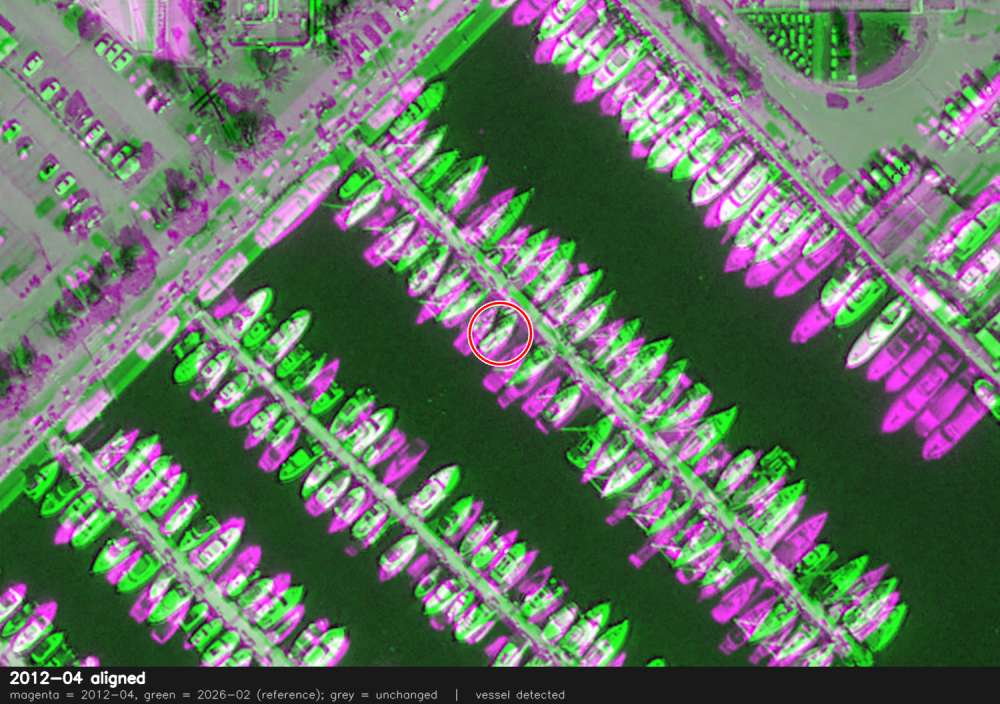 2012-04 aligned
magenta = 2012-04, green = 2026-02 (reference); grey = unchanged | vessel detected